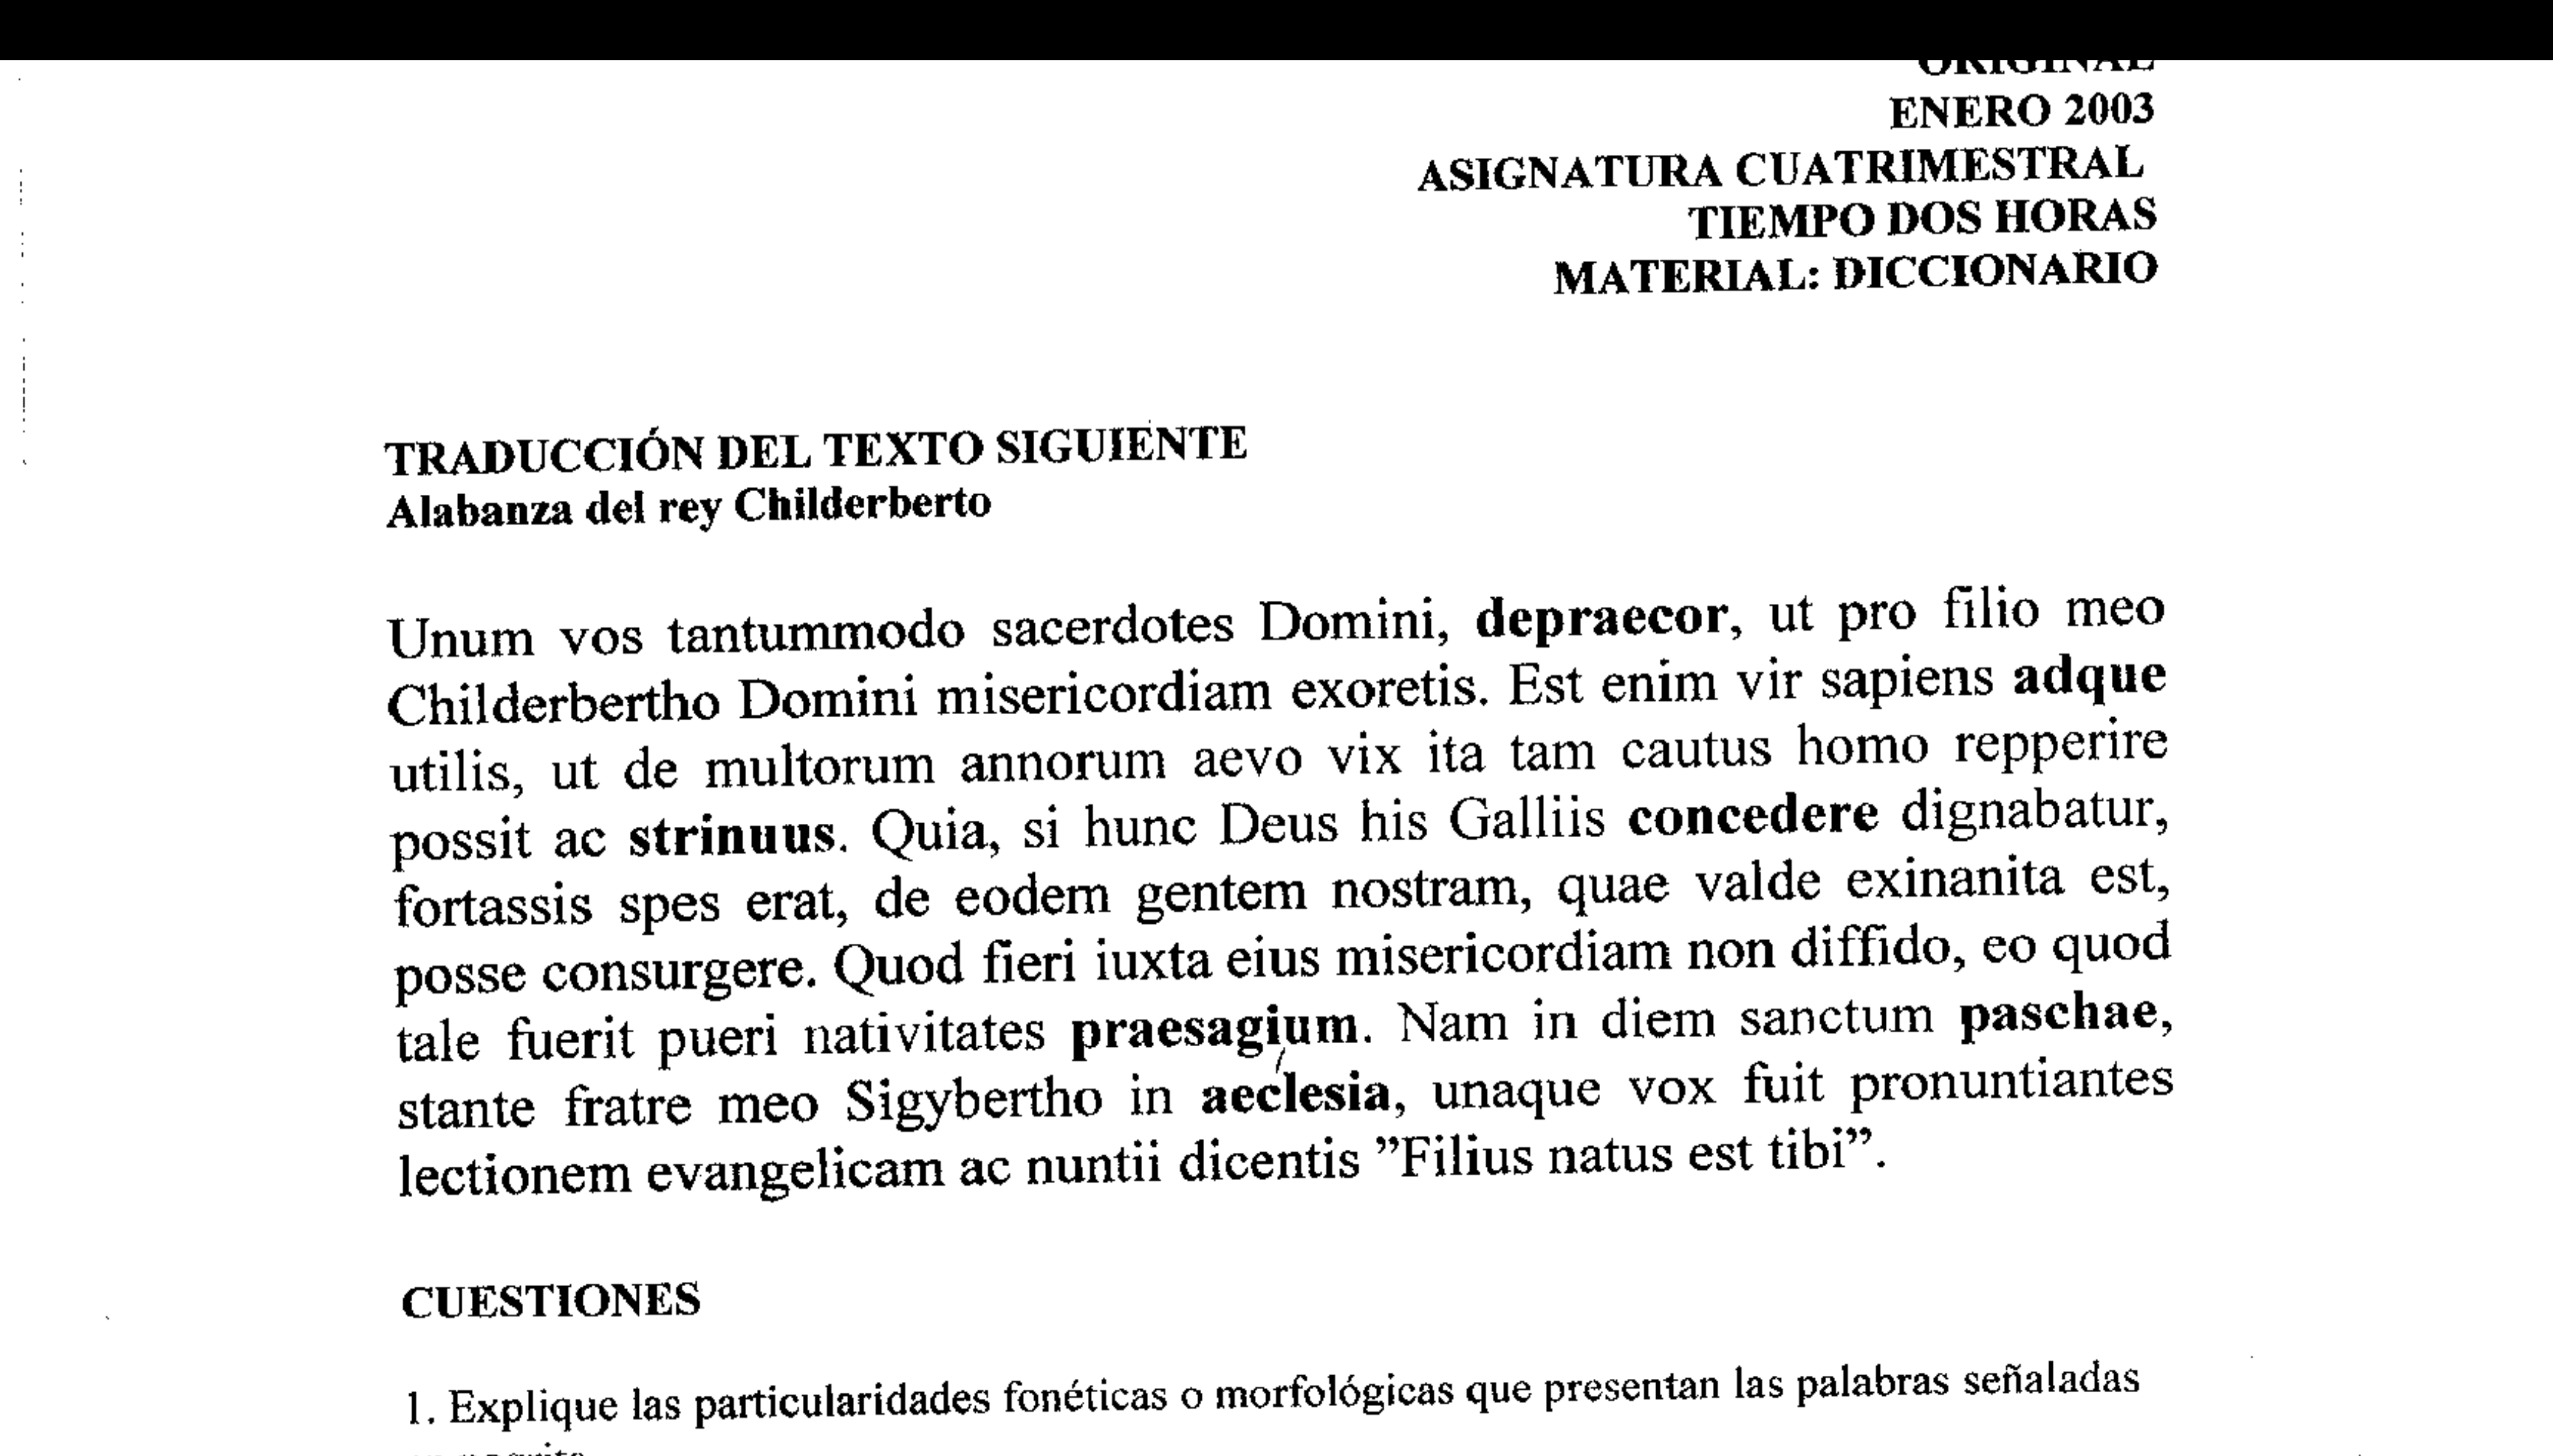 ORIGINAL
ENERO 2003
ASIGNATURA CUATRIMESTRAL
TIEMPO DOS HORAS
MATERIAL: DICCIONARIO
TRADUCCIÓN DEL TEXTO SIGUIENTE
Alabanza del rey Childerberto
Unum vos tantummodo sacerdotes Domini, depraecor, ut pro filio meo
Childerbertho Domini misericordiam exoretis. Est enim vir sapiens adque
utilis, ut de multorum annorum aevo vix ita tam cautus homo repperire
possit ac strinuus. Quia, si hunc Deus his Galliis concedere dignabatur,
fortassis spes erat, de eodem gentem nostram, quae valde exinanita est,
posse consurgere. Quod fieri iuxta eius misericordiam non diffido, eo quod
tale fuerit pueri nativitates praesagium. Nam in diem sanctum paschae,
stante fratre meo Sigybertho in aeclesia, unaque vox fuit pronuntiantes
lectionem evangelicam ac nuntii dicentis ”Filius natus est tibi”.
CUESTIONES
1. Explique las particularidades fonéticas o morfológicas que presentan las palabras señaladas